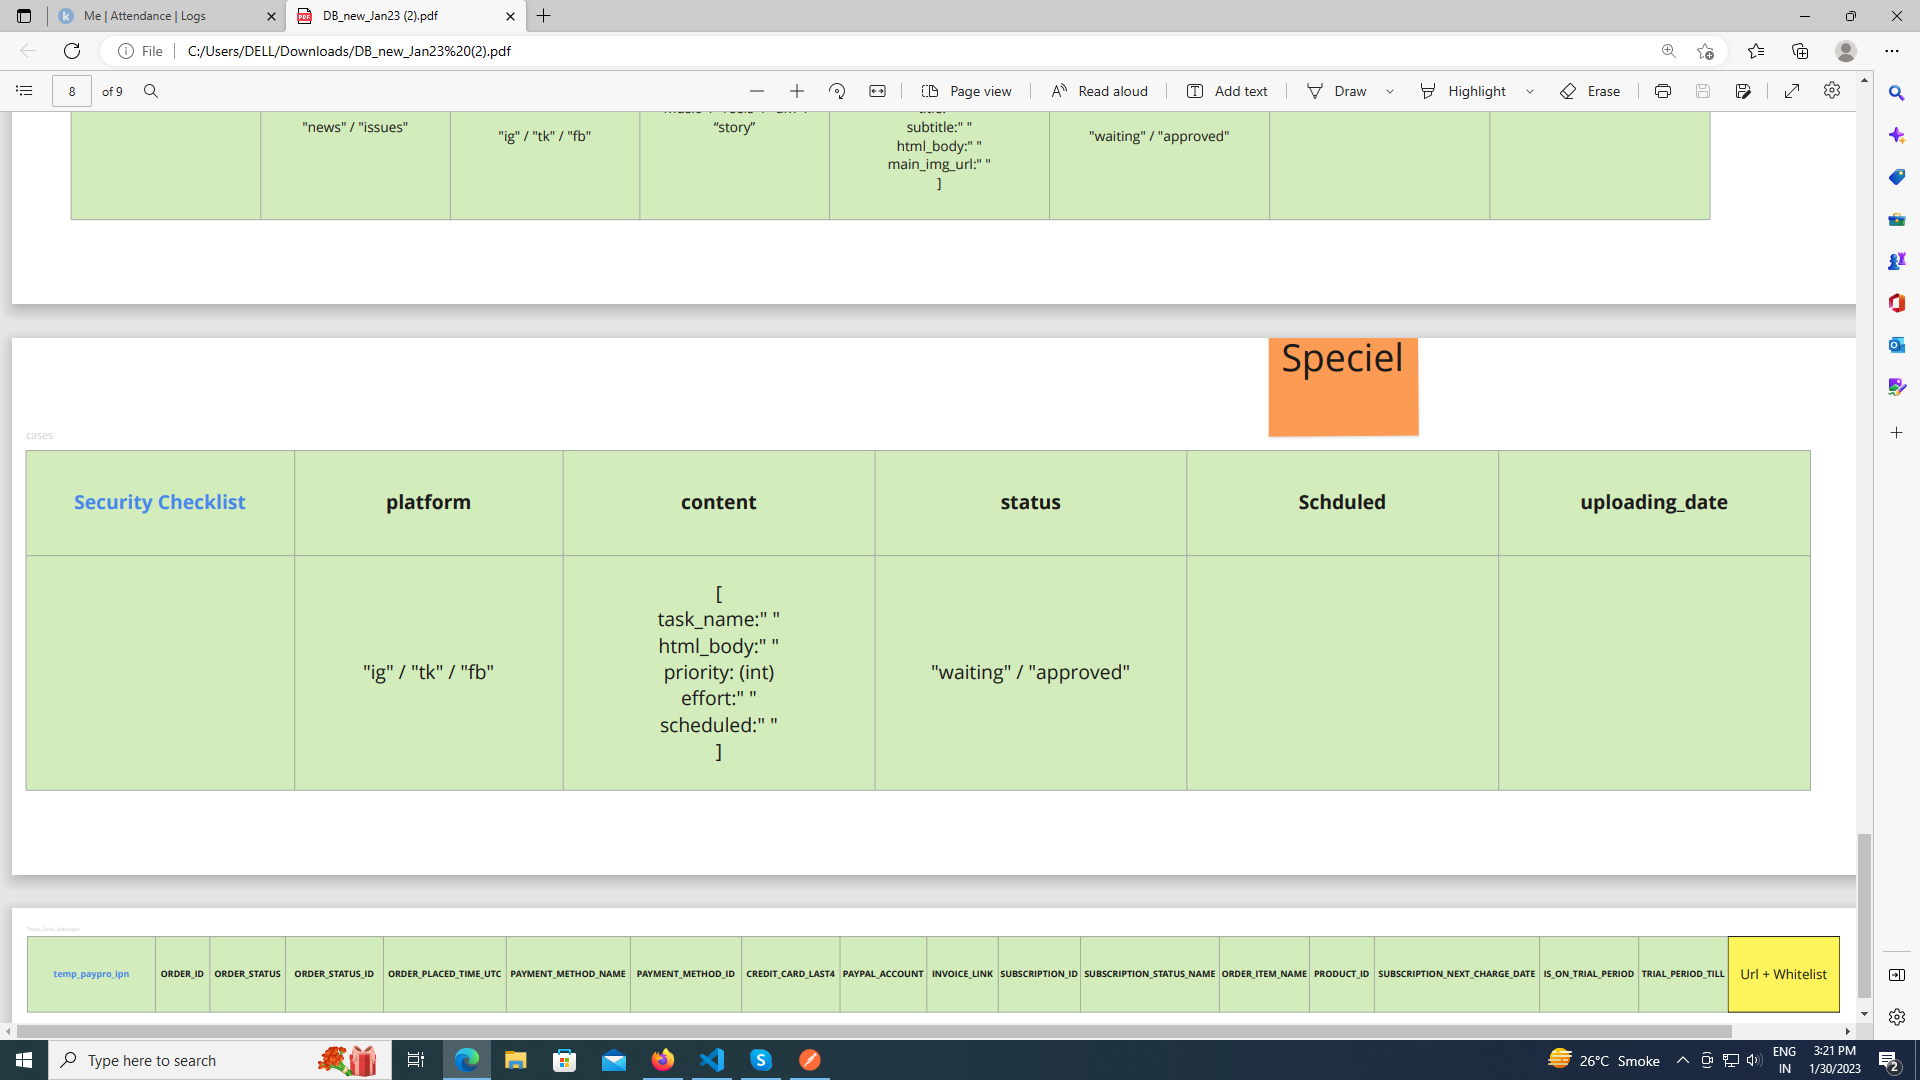 Me | Attendance | Logs
DB_new_Jan23 (2).pdf
File
C:/Users/DELL/Downloads/DB_new_Jan23%20(2).pdf
8
of 9
Page view
Read aloud
Add text
Draw
Highlight
Erase
"news" / "issues"
"ig" / "tk" / "fb"
“story”
subtitle:" "
html_body:" "
main_img_url:" "
]
"waiting" / "approved"
Speciel
cases
Security Checklist
platform
content
status
Schduled
uploading_date
"ig" / "tk" / "fb"
[
task_name:" "
html_body:" "
priority: (int)
effort:" "
scheduled:" "
]
"waiting" / "approved"
temp_paypro_ipn
ORDER_ID
ORDER_STATUS
ORDER_STATUS_ID
ORDER_PLACED_TIME_UTC
PAYMENT_METHOD_NAME
PAYMENT_METHOD_ID
CREDIT_CARD_LAST4
PAYPAL_ACCOUNT
INVOICE_LINK
SUBSCRIPTION_ID
SUBSCRIPTION_STATUS_NAME
ORDER_ITEM_NAME
PRODUCT_ID
SUBSCRIPTION_NEXT_CHARGE_DATE
IS_ON_TRIAL_PERIOD
TRIAL_PERIOD_TILL
Url + Whitelist
Type here to search
26°C Smoke
ENG
IN
3:21 PM
1/30/2023
2